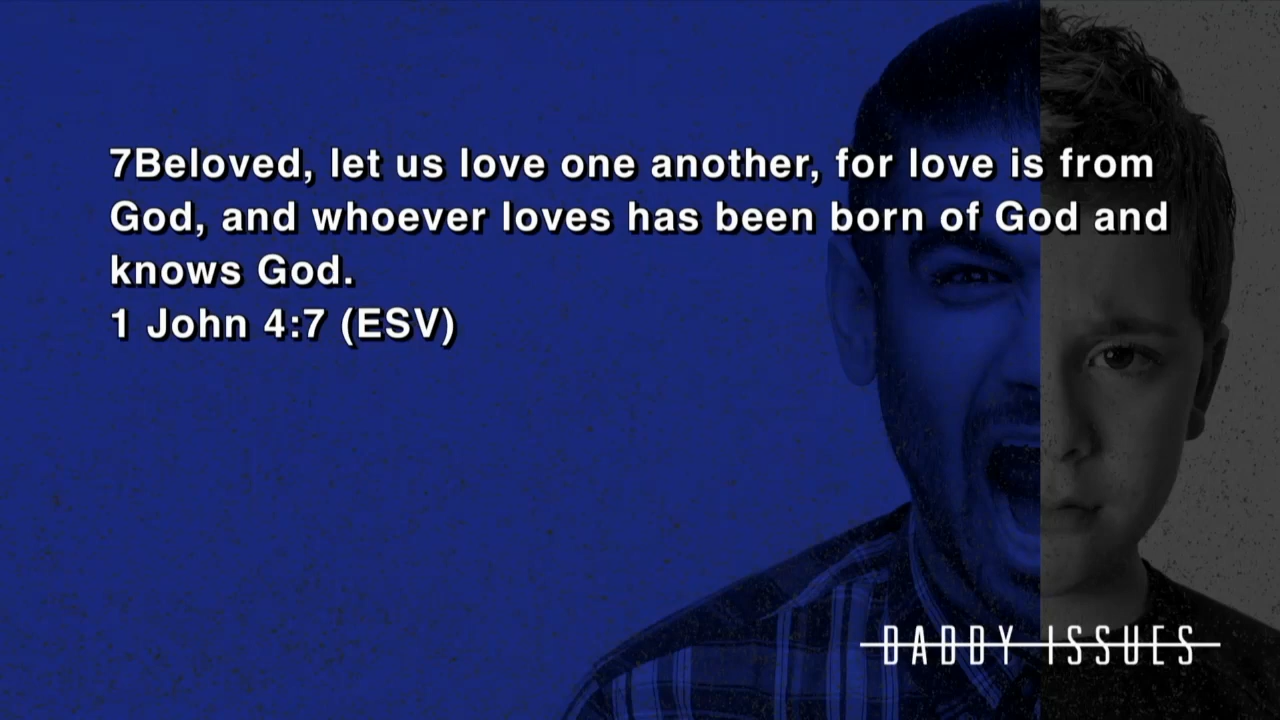 7Beloved, let us love one another, for love is from
God, and whoever loves has been born of God and
knows God.
1 John 4:7 (ESV)
DADDY ISSUES